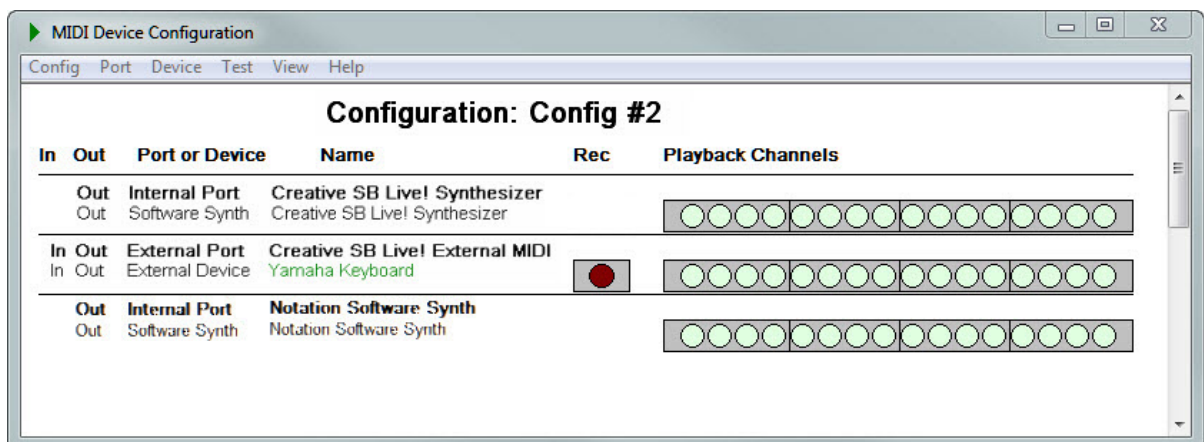 MIDI Device Configuration
Config Port Device Test View Help
Configuration: Config #2
In Out Port or Device Name Rec Playback Channels
Out Internal Port Creative SB Live! Synthesizer
Out Software Synth Creative SB Live! Synthesizer
In Out External Port Creative SB Live! External MIDI
In Out External Device Yamaha Keyboard
Out Internal Port Notation Software Synth
Out Software Synth Notation Software Synth